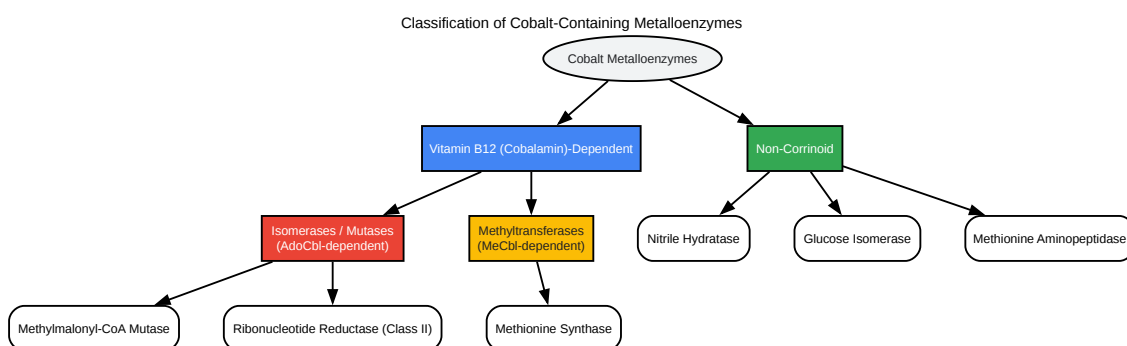 Classification of Cobalt-Containing Metalloenzymes
Cobalt Metalloenzymes
Vitamin B12 (Cobalamin)-Dependent
Non-Corrinoid
Isomerases / Mutases
(AdoCbl-dependent)
Methyltransferases
(MeCbl-dependent)
Nitrile Hydratase
Glucose Isomerase
Methionine Aminopeptidase
Methylmalonyl-CoA Mutase
Ribonucleotide Reductase (Class II)
Methionine Synthase